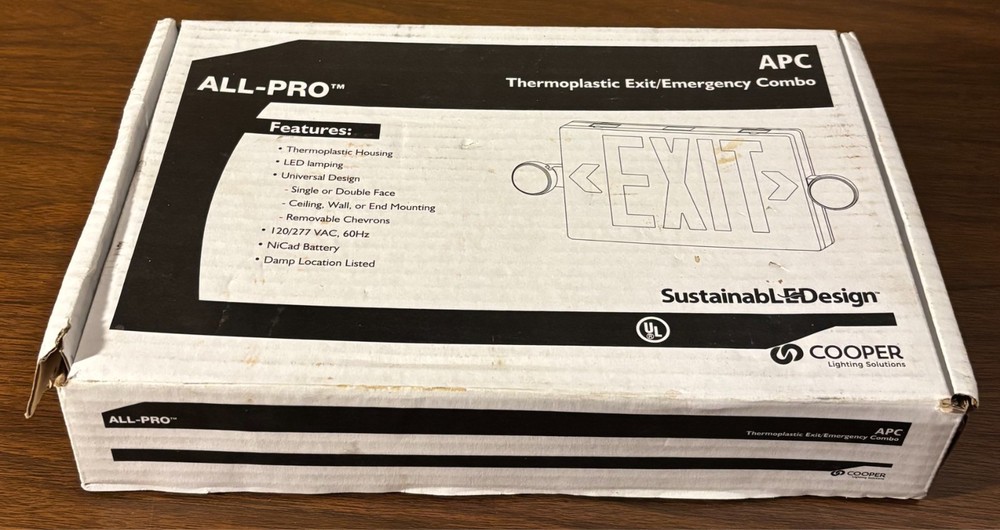 ALL-PRO™
APC
Thermoplastic Exit/Emergency Combo
Features:
• Thermoplastic Housing
• LED lamping
• Universal Design
- Single or Double Face
- Ceiling, Wall, or End Mounting
- Removable Chevrons
• 120/277 VAC, 60Hz
• NiCad Battery
• Damp Location Listed
EXIT
SustainabLEDesign™
UL
COOPER
Lighting Solutions
ALL-PRO™
APC
Thermoplastic Exit/Emergency Combo
COOPER
Lighting Solutions